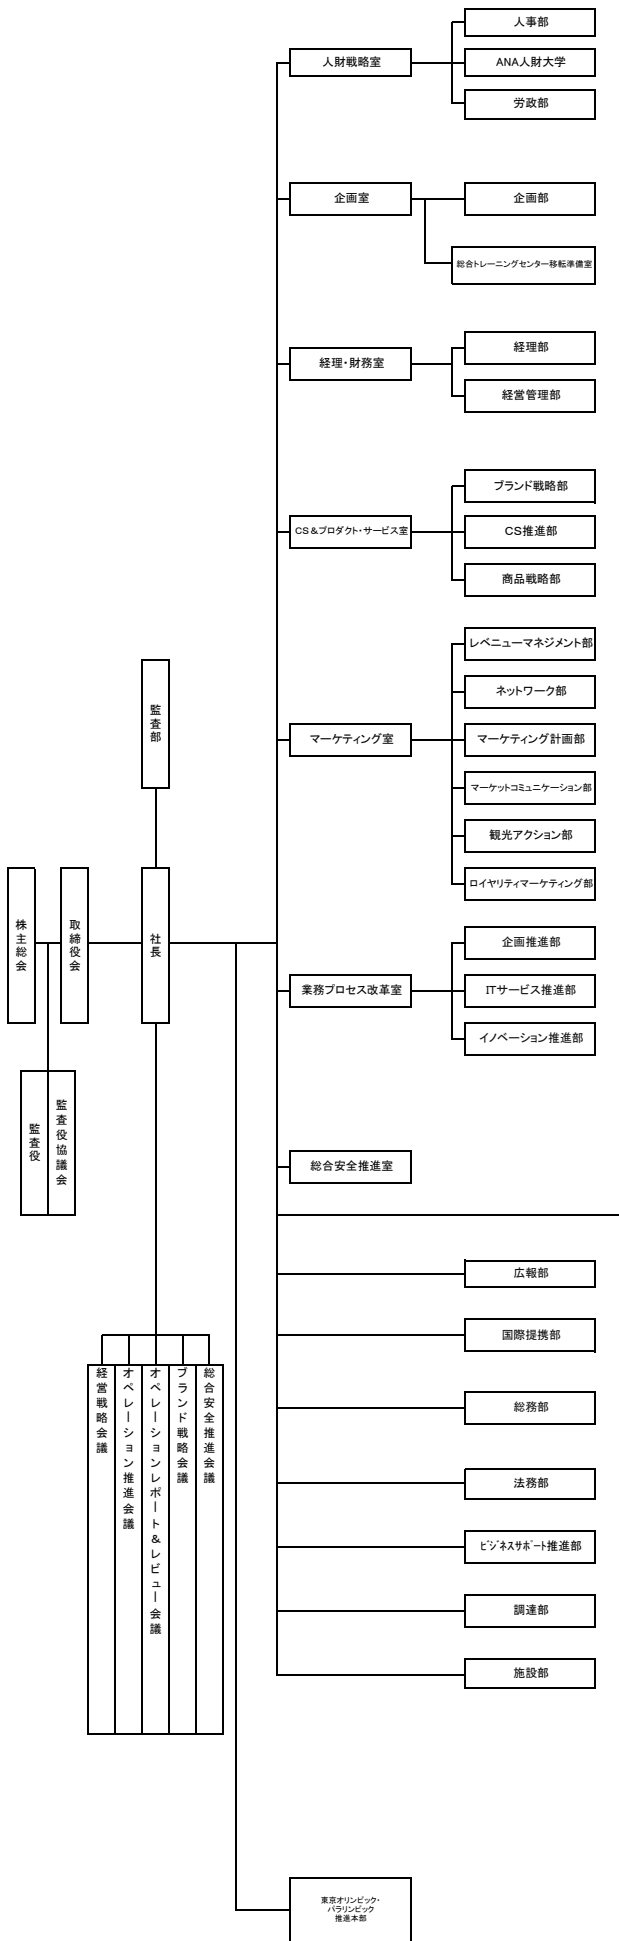 人事部
人財戦略室
ANA人財大学
労政部
企画室
企画部
総合トレーニングセンター移転準備室
経理部
経理・財務室
経営管理部
ブランド戦略部
CS&プロダクト・サービス室
CS推進部
商品戦略部
レベニューマネジメント部
ネットワーク部
監査部
マーケティング室
マーケティング計画部
マーケットコミュニケーション部
観光アクション部
ロイヤリティマーケティング部
株主総会
取締役会
社長
企画推進部
業務プロセス改革室
ITサービス推進部
イノベーション推進部
監査役
監査役協議会
総合安全推進室
広報部
国際提携部
経営戦略会議
オペレーション推進会議
オペレーションレポート&レビュー会議
ブランド戦略会議
総合安全推進会議
総務部
法務部
ビジネスサポート推進部
調達部
施設部
東京オリンピック・
パラリンピック
推進本部